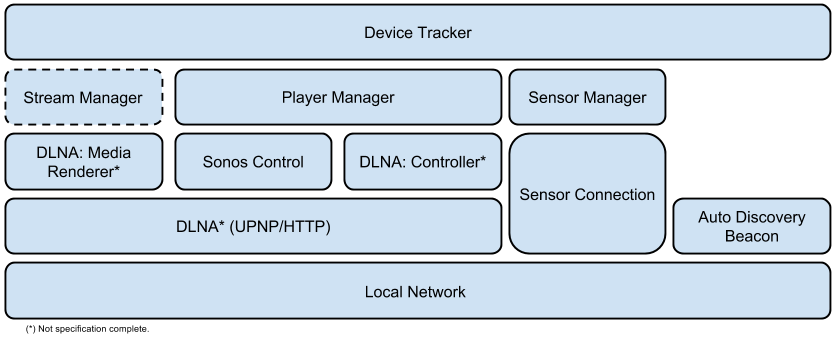 Device Tracker
Stream Manager
Player Manager
Sensor Manager
DLNA: Media
Renderer*
Sonos Control
DLNA: Controller*
Sensor Connection
DLNA* (UPNP/HTTP)
Auto Discovery
Beacon
Local Network
(*) Not specification complete.